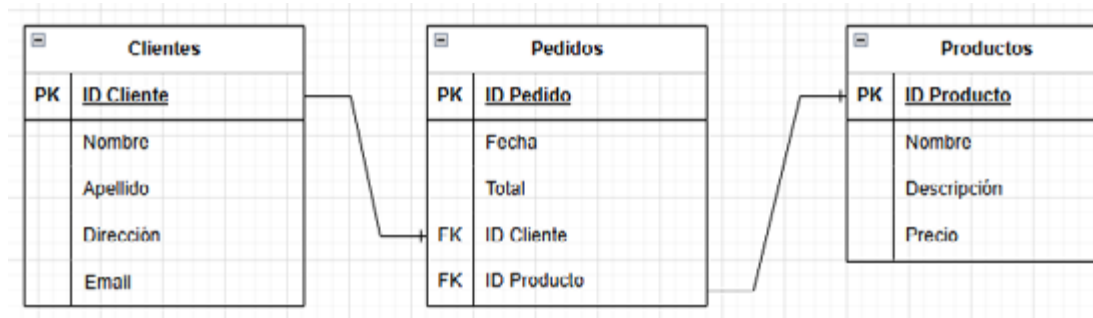 Clientes
PK ID Cliente
Nombre
Apellido
Dirección
Email
Pedidos
PK ID Pedido
Fecha
Total
FK ID Cliente
FK ID Producto
Productos
PK ID Producto
Nombre
Descripción
Precio